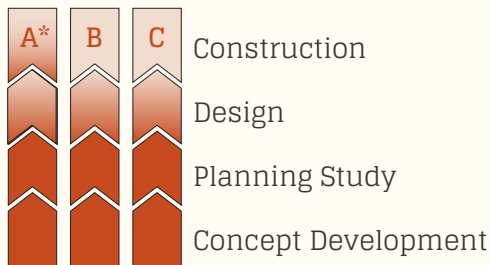 A* B C
Construction
Design
Planning Study
Concept Development